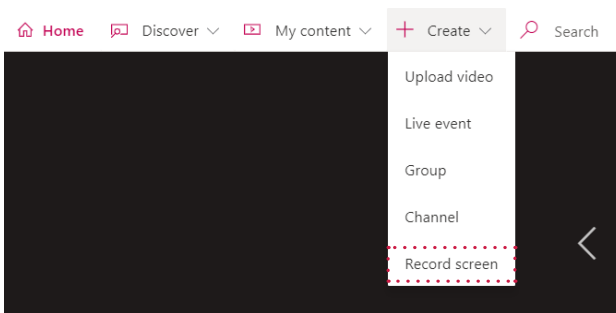 Home Discover My content Create Search
Upload video
Live event
Group
Channel
Record screen